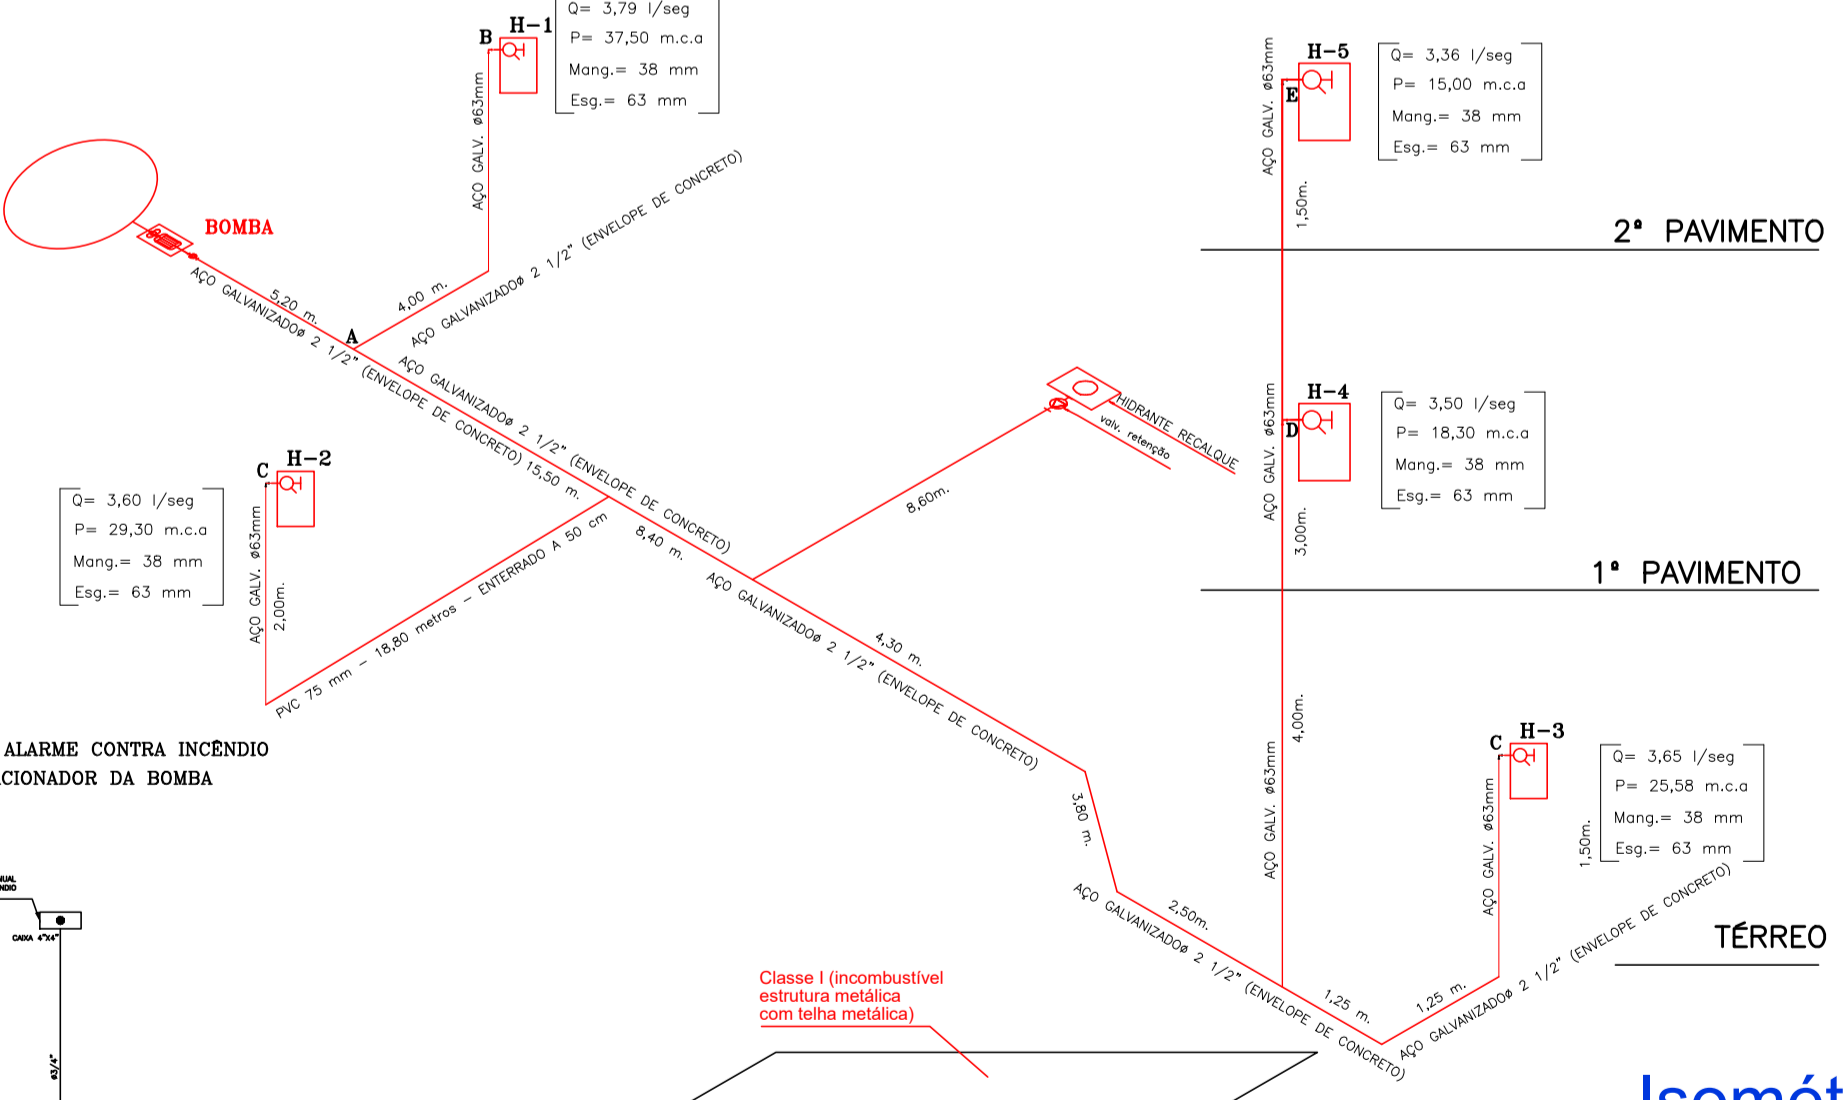 Q= 3,79 l/seg
P= 37,50 m.c.a
Mang.= 38 mm
Esg.= 63 mm
B
H-1
AÇO GALV. ø63mm
BOMBA
AÇO GALVANIZADOø 2 1/2" (ENVELOPE DE CONCRETO)
5,20 m.
A
4,00 m.
AÇO GALVANIZADOø 2 1/2" (ENVELOPE DE CONCRETO)
AÇO GALVANIZADOø 2 1/2" (ENVELOPE DE CONCRETO)
15,50 m.
C
H-2
Q= 3,60 l/seg
P= 29,30 m.c.a
Mang.= 38 mm
Esg.= 63 mm
AÇO GALV. ø63mm
2,00m.
PVC 75 mm - 18,80 metros - ENTERRADO A 50 cm
8,40 m.
8,60m.
HIDRANTE RECALQUE
valv. retenção
AÇO GALVANIZADOø 2 1/2" (ENVELOPE DE CONCRETO)
4,30 m.
3,80 m.
AÇO GALVANIZADOø 2 1/2" (ENVELOPE DE CONCRETO)
2,50m.
1,25 m.
1,25 m.
AÇO GALVANIZADOø 2 1/2" (ENVELOPE DE CONCRETO)
AÇO GALV. ø63mm
H-5
E
Q= 3,36 l/seg
P= 15,00 m.c.a
Mang.= 38 mm
Esg.= 63 mm
1,50m.
2ª PAVIMENTO
AÇO GALV. ø63mm
H-4
D
Q= 3,50 l/seg
P= 18,30 m.c.a
Mang.= 38 mm
Esg.= 63 mm
3,00m.
1ª PAVIMENTO
4,00m.
AÇO GALV. ø63mm
C
H-3
AÇO GALV. ø63mm
1,50m.
Q= 3,65 l/seg
P= 25,58 m.c.a
Mang.= 38 mm
Esg.= 63 mm
TÉRREO
ALARME CONTRA INCÊNDIO
ACIONADOR DA BOMBA
CAIXA 4"X4"
ø3/4"
Classe I (incombustível
estrutura metálica
com telha metálica)
Isomét